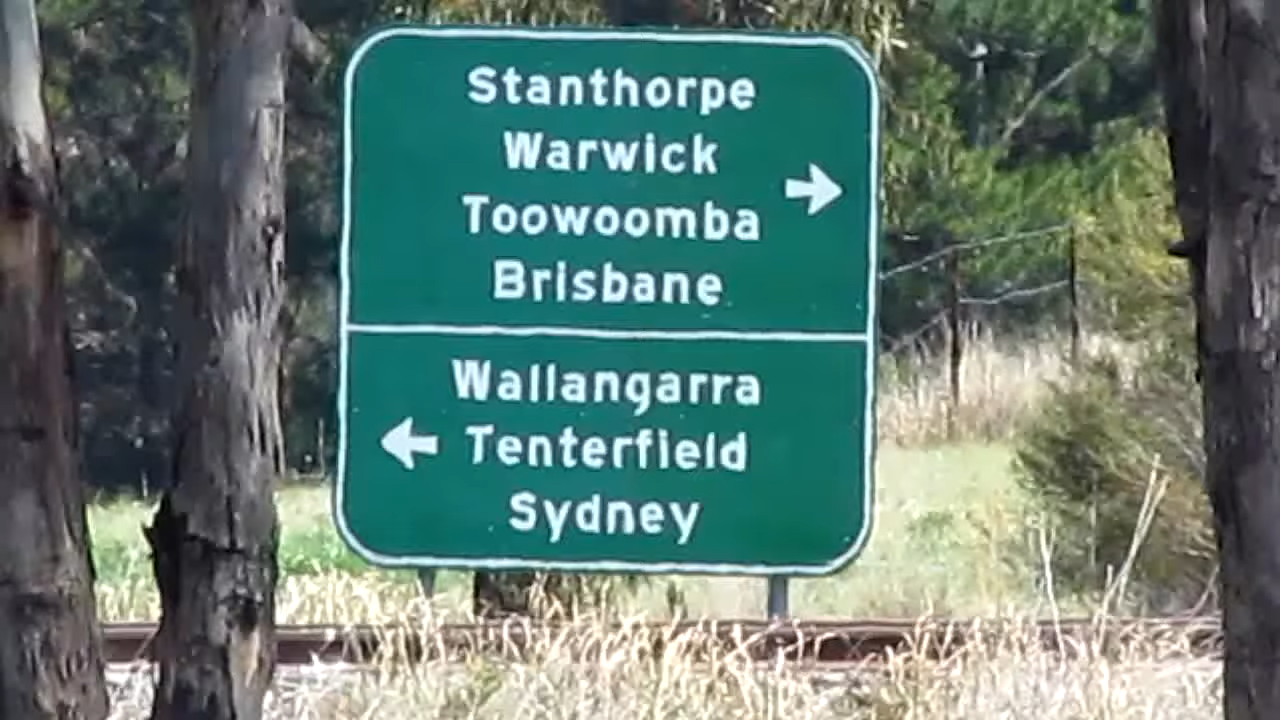 Stanthorpe
Warwick
Toowoomba
Brisbane
Wallangarra
Tenterfield
Sydney